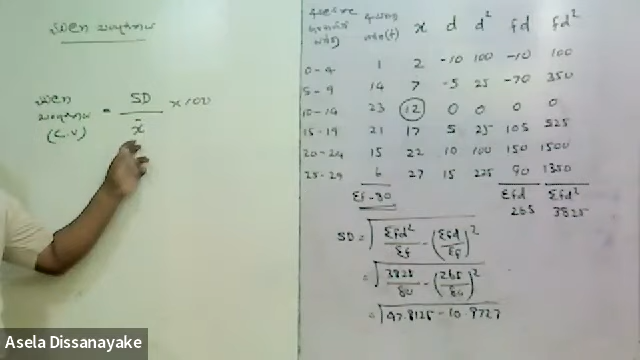 විචලන සංගුණකය
විචලන
සංගුණකය = SD / x̄ x 100
(C.V)
x d d² fd fd²
0-4 1 2 -10 100 -10 100
5-9 14 7 -5 25 -70 350
10-14 23 12 0 0 0 0
15-19 21 17 5 25 105 525
20-24 15 22 10 100 150 1500
25-29 6 27 15 225 90 1350
Σf=80 Σfd Σfd²
265 3825
SD = √ Σfd²/Σf - (Σfd/Σf)²
= √ 3825/80 - (265/80)²
= √ 47.8125 - 10.9727
Asela Dissanayake